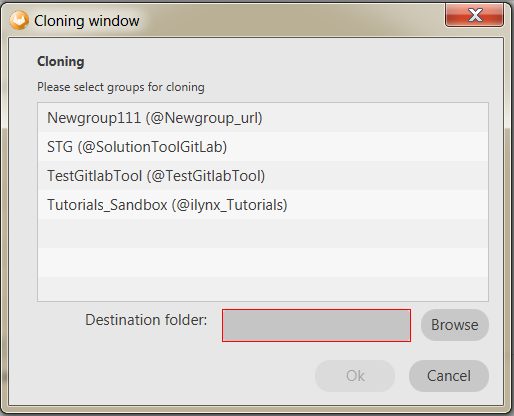 Cloning window
Cloning
Please select groups for cloning
Newgroup111 (@Newgroup_url)
STG (@SolutionToolGitLab)
TestGitlabTool (@TestGitlabTool)
Tutorials_Sandbox (@ilynx_Tutorials)
Destination folder:
Browse
Ok
Cancel